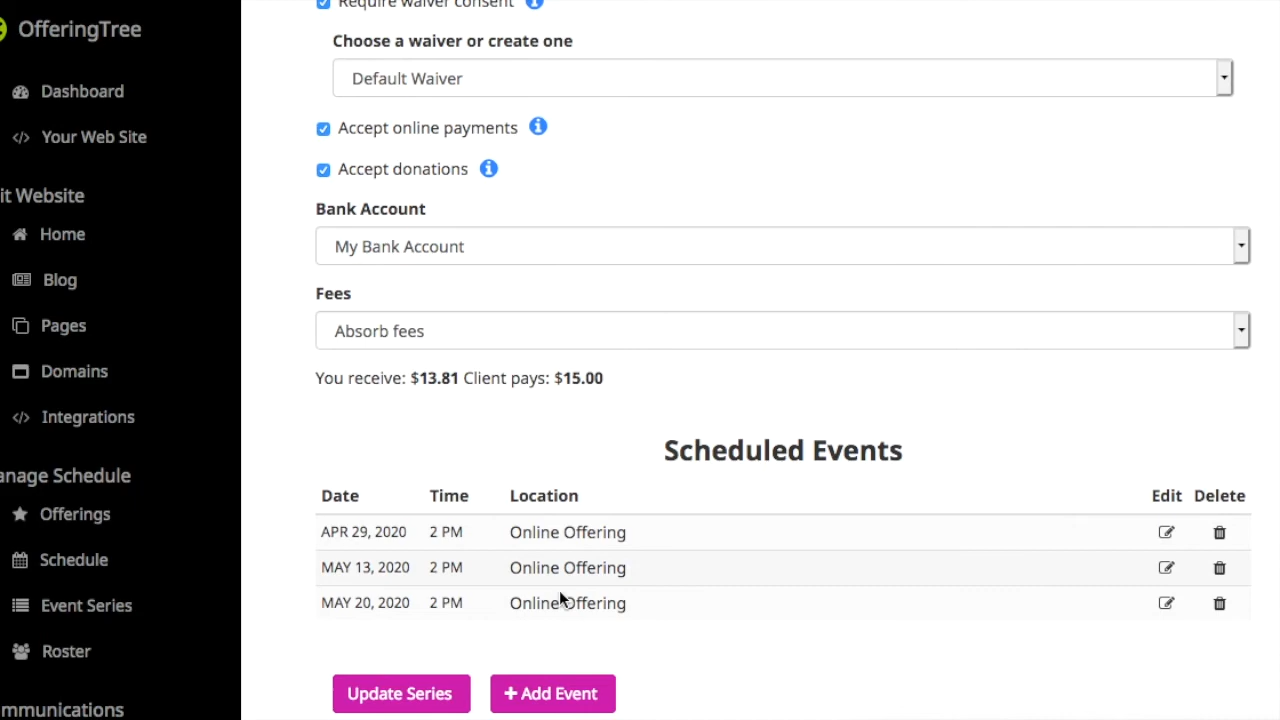 OfferingTree
Dashboard
Your Web Site
it Website
Home
Blog
Pages
Domains
Integrations
anage Schedule
Offerings
Schedule
Event Series
Roster
mmunications
Require waiver consent
Choose a waiver or create one
Default Waiver
Accept online payments
Accept donations
Bank Account
My Bank Account
Fees
Absorb fees
You receive: $13.81 Client pays: $15.00
Scheduled Events
Date Time Location Edit Delete
APR 29, 2020 2 PM Online Offering
MAY 13, 2020 2 PM Online Offering
MAY 20, 2020 2 PM Online Offering
Update Series + Add Event